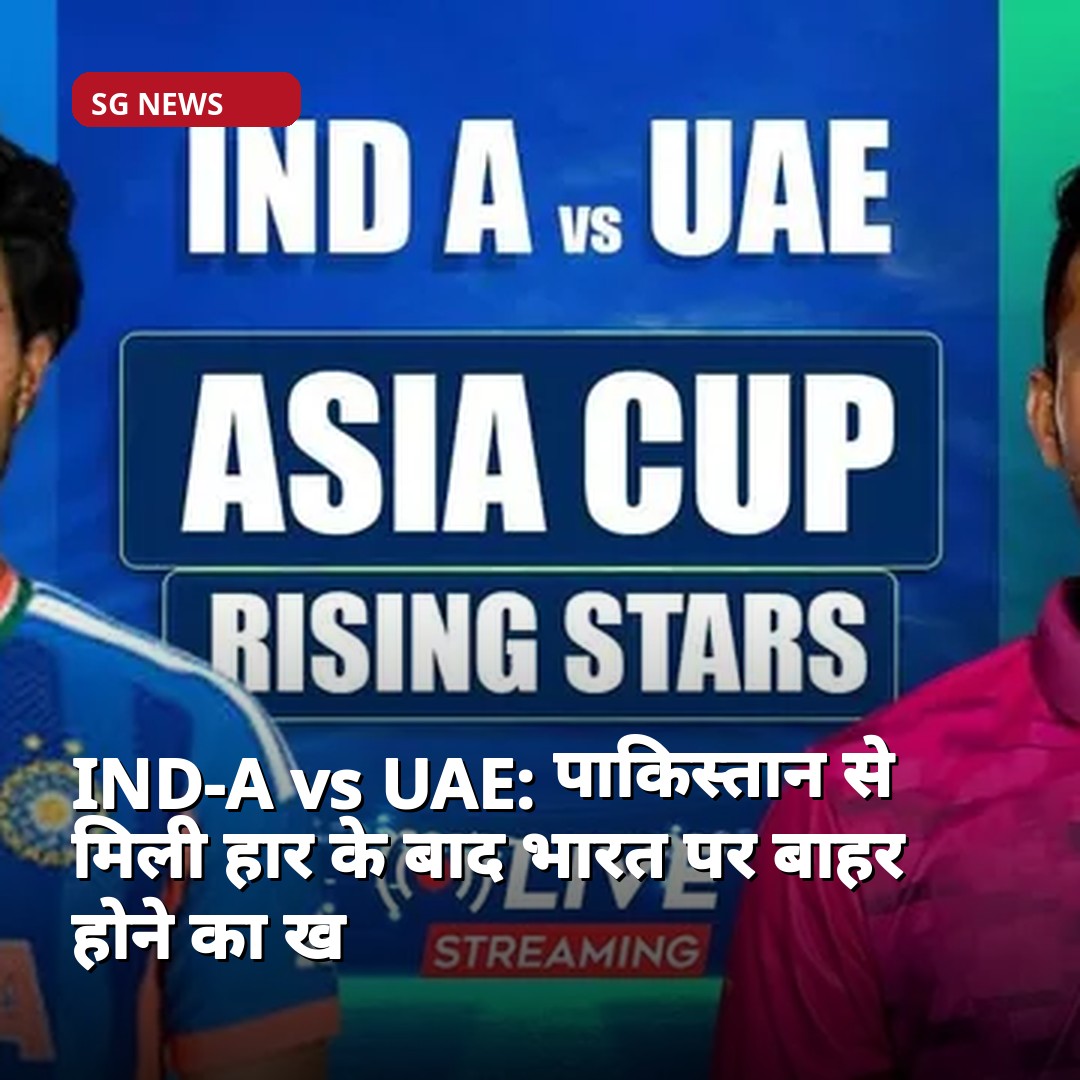 SG NEWS
IND A vs UAE
ASIA CUP
RISING STARS
IND-A vs UAE: पाकिस्तान से
मिली हार के बाद भारत पर बाहर
होने का ख
LIVE
STREAMING
A